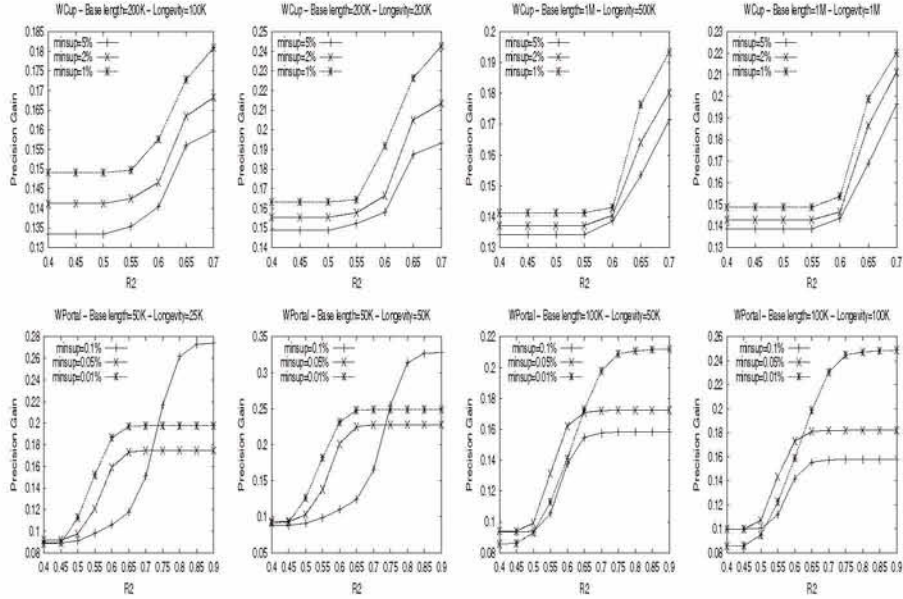 WCup - Base length=200K - Longevity=100K
WCup - Base length=200K - Longevity=200K
WCup - Base length=1M - Longevity=500K
WCup - Base length=1M - Longevity=1M
Precision Gain
0.185
0.18
0.175
0.17
0.165
0.16
0.155
0.15
0.145
0.14
0.135
0.13
minsup=5%
minsup=2%
minsup=1%
0.4 0.45 0.5 0.55 0.6 0.65 0.7
R2
Precision Gain
0.25
0.24
0.23
0.22
0.21
0.2
0.19
0.18
0.17
0.16
0.15
0.14
minsup=5%
minsup=2%
minsup=1%
0.4 0.45 0.5 0.55 0.6 0.65 0.7
R2
Precision Gain
0.2
0.19
0.18
0.17
0.16
0.15
0.14
0.13
minsup=5%
minsup=2%
minsup=1%
0.4 0.45 0.5 0.55 0.6 0.65 0.7
R2
Precision Gain
0.23
0.22
0.21
0.2
0.19
0.18
0.17
0.16
0.15
0.14
0.13
minsup=5%
minsup=2%
minsup=1%
0.4 0.45 0.5 0.55 0.6 0.65 0.7
R2
WPortal - Base length=50K - Longevity=25K
WPortal - Base length=50K - Longevity=50K
WPortal - Base length=100K - Longevity=50K
WPortal - Base length=100K - Longevity=100K
Precision Gain
0.28
0.26
0.24
0.22
0.2
0.18
0.16
0.14
0.12
0.1
0.08
minsup=0.1%
minsup=0.05%
minsup=0.01%
0.4 0.45 0.5 0.55 0.6 0.65 0.7 0.75 0.8 0.85 0.9
R2
Precision Gain
0.35
0.3
0.25
0.2
0.15
0.1
0.05
minsup=0.1%
minsup=0.05%
minsup=0.01%
0.4 0.45 0.5 0.55 0.6 0.65 0.7 0.75 0.8 0.85 0.9
R2
Precision Gain
0.22
0.2
0.18
0.16
0.14
0.12
0.1
0.08
minsup=0.1%
minsup=0.05%
minsup=0.01%
0.4 0.45 0.5 0.55 0.6 0.65 0.7 0.75 0.8 0.85 0.9
R2
Precision Gain
0.26
0.24
0.22
0.2
0.18
0.16
0.14
0.12
0.1
0.08
minsup=0.1%
minsup=0.05%
minsup=0.01%
0.4 0.45 0.5 0.55 0.6 0.65 0.7 0.75 0.8 0.85 0.9
R2